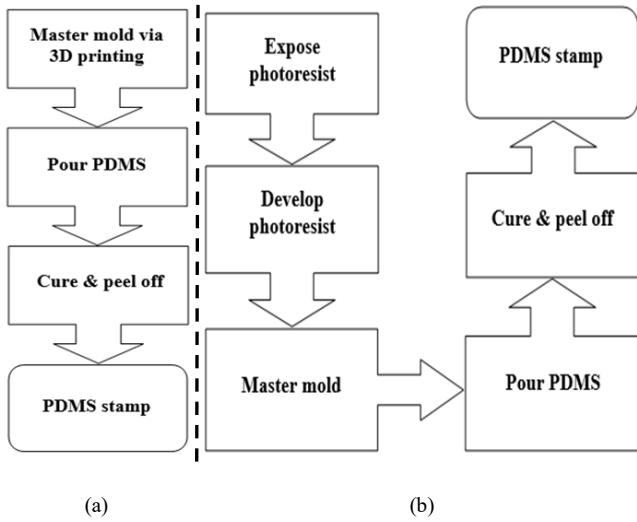 Master mold via
3D printing
Pour PDMS
Cure & peel off
PDMS stamp
Expose
photoresist
Develop
photoresist
Master mold
Pour PDMS
Cure & peel off
PDMS stamp
(a)
(b)